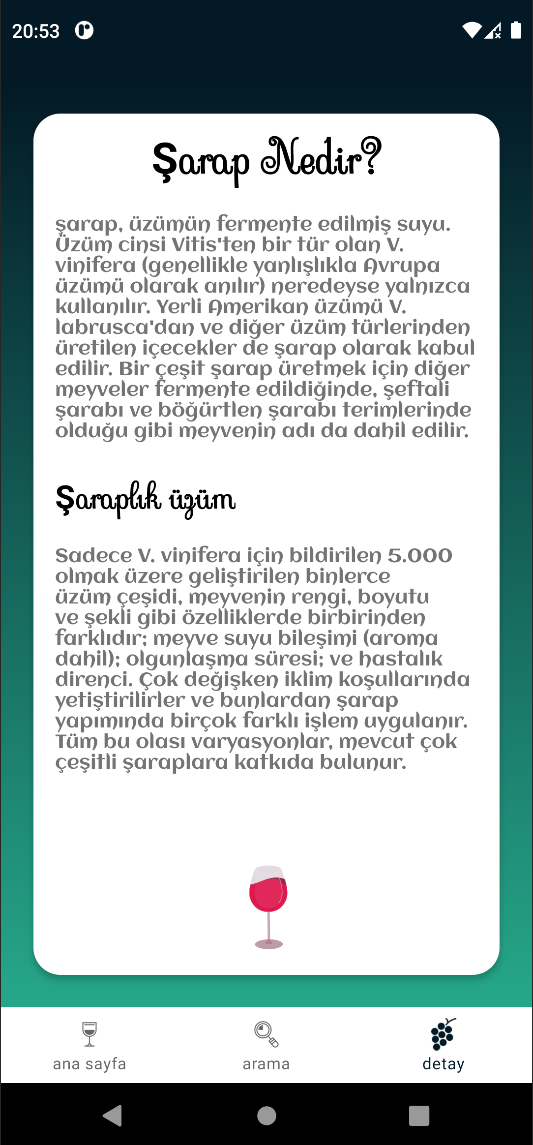 20:53
Şarap Nedir?
şarap, üzümün fermente edilmiş suyu.
Üzüm cinsi Vitis'ten bir tür olan V.
vinifera (genellikle yanlışlıkla Avrupa
üzümü olarak anılır) neredeyse yalnızca
kullanılır. Yerli Amerikan üzümü V.
labrusca'dan ve diğer üzüm türlerinden
üretilen içecekler de şarap olarak kabul
edilir. Bir çeşit şarap üretmek için diğer
meyveler fermente edildiğinde, şeftali
şarabı ve böğürtlen şarabı terimlerinde
olduğu gibi meyvenin adı da dahil edilir.
Şaraplık üzüm
Sadece V. vinifera için bildirilen 5.000
olmak üzere geliştirilen binlerce
üzüm çeşidi, meyvenin rengi, boyutu
ve şekli gibi özelliklerde birbirinden
farklıdır; meyve suyu bileşimi (aroma
dahil); olgunlaşma süresi; ve hastalık
direnci. Çok değişken iklim koşullarında
yetiştirilirler ve bunlardan şarap
yapımında birçok farklı işlem uygulanır.
Tüm bu olası varyasyonlar, mevcut çok
çeşitli şaraplara katkıda bulunur.
ana sayfa
arama
detay